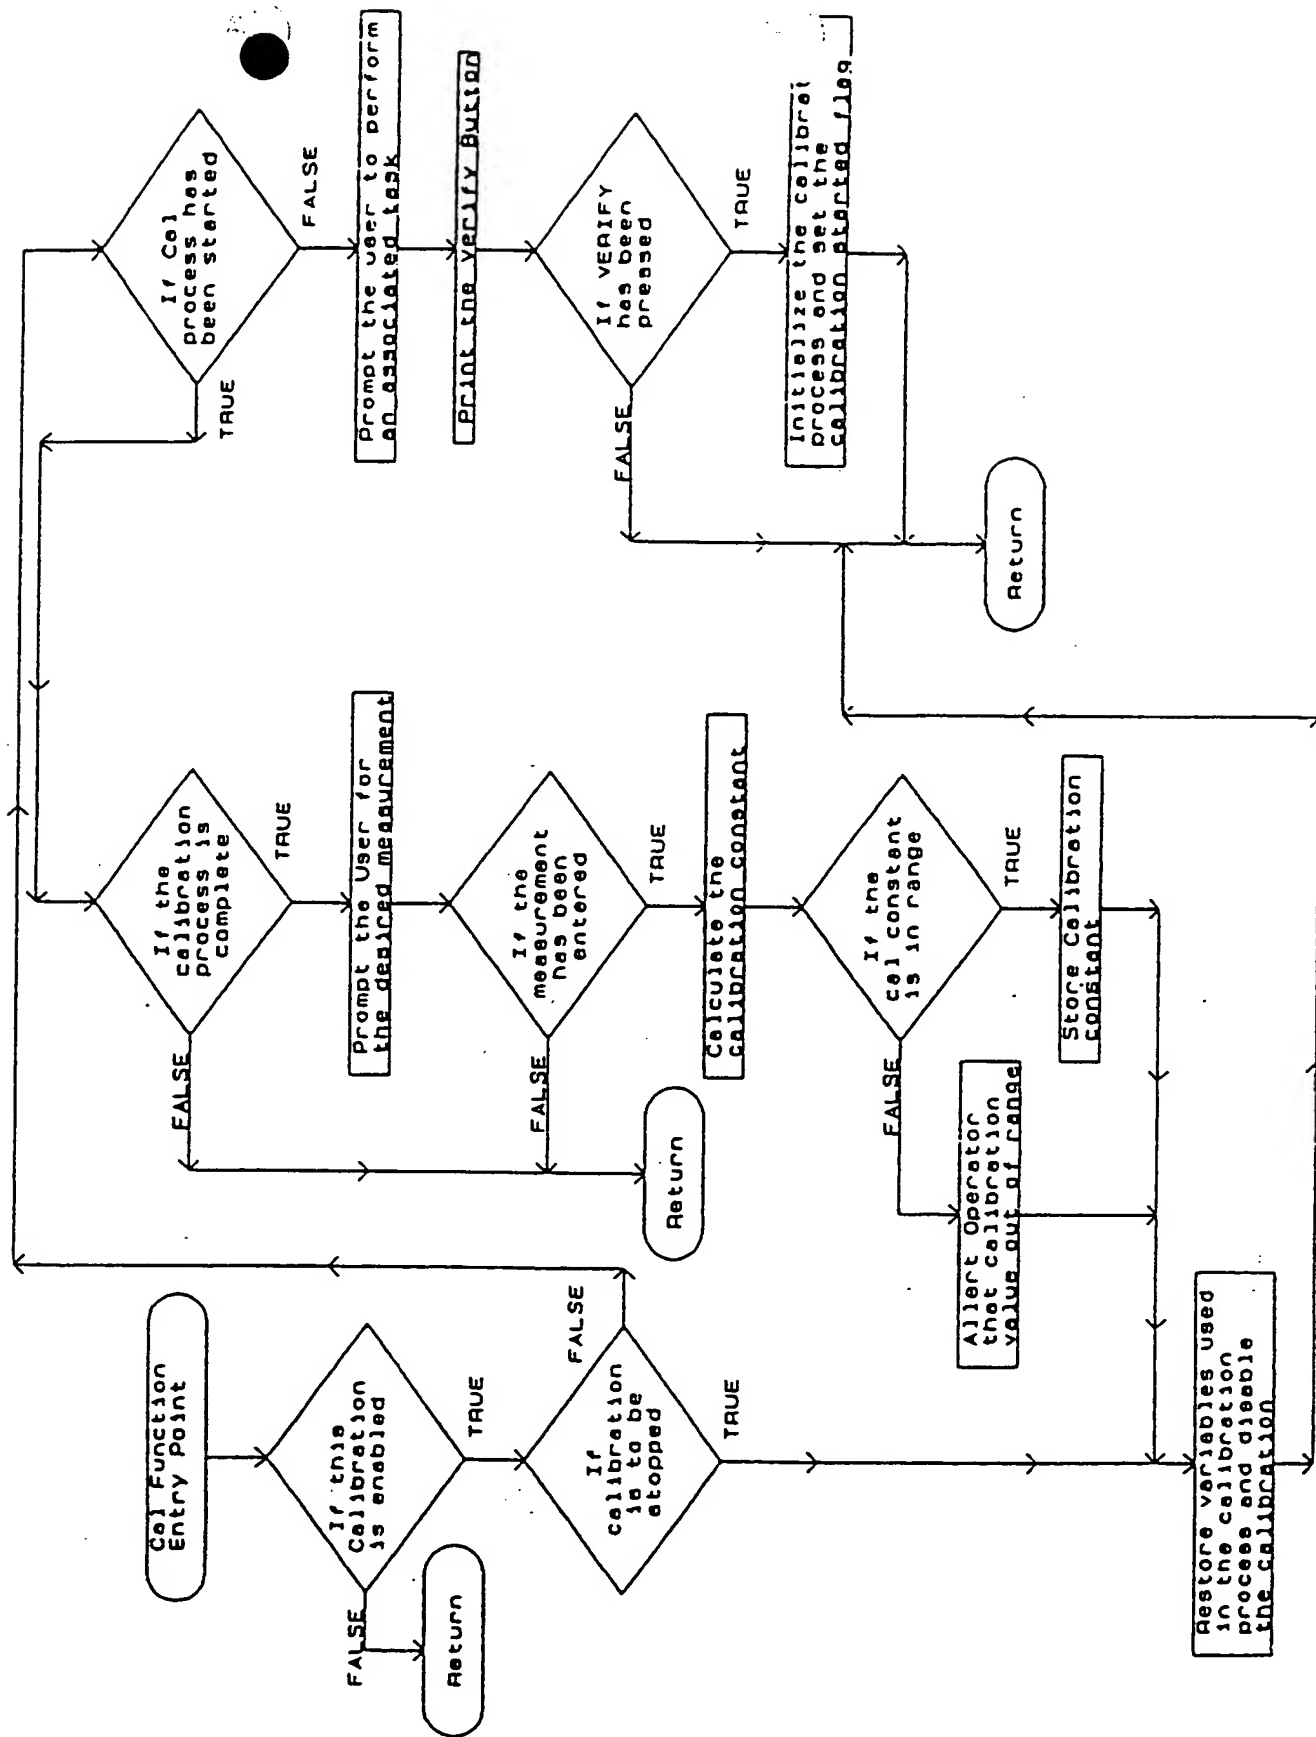 Cal Function
Entry Point
If this
Calibration
is enabled
FALSE
Return
TRUE
If
calibration
is to be
stopped
FALSE
TRUE
Restore variables used
in the calibration
process and disable
the calibration
If the
calibration
process is
complete
FALSE
TRUE
Prompt the User for
the desired measurement
If the
measurement
has been
entered
FALSE
Return
TRUE
Calculate the
calibration constant
If the
cal constant
is in range
FALSE
Allert Operator
that calibration
value out of range
TRUE
Store Calibration
constant
If Cal
process has
been started
TRUE
FALSE
Prompt the user to perform
an associated task
Print the verify Button
If VERIFY
has been
pressed
FALSE
TRUE
Initialize the calibrat
process and set the
calibration started flag
Return